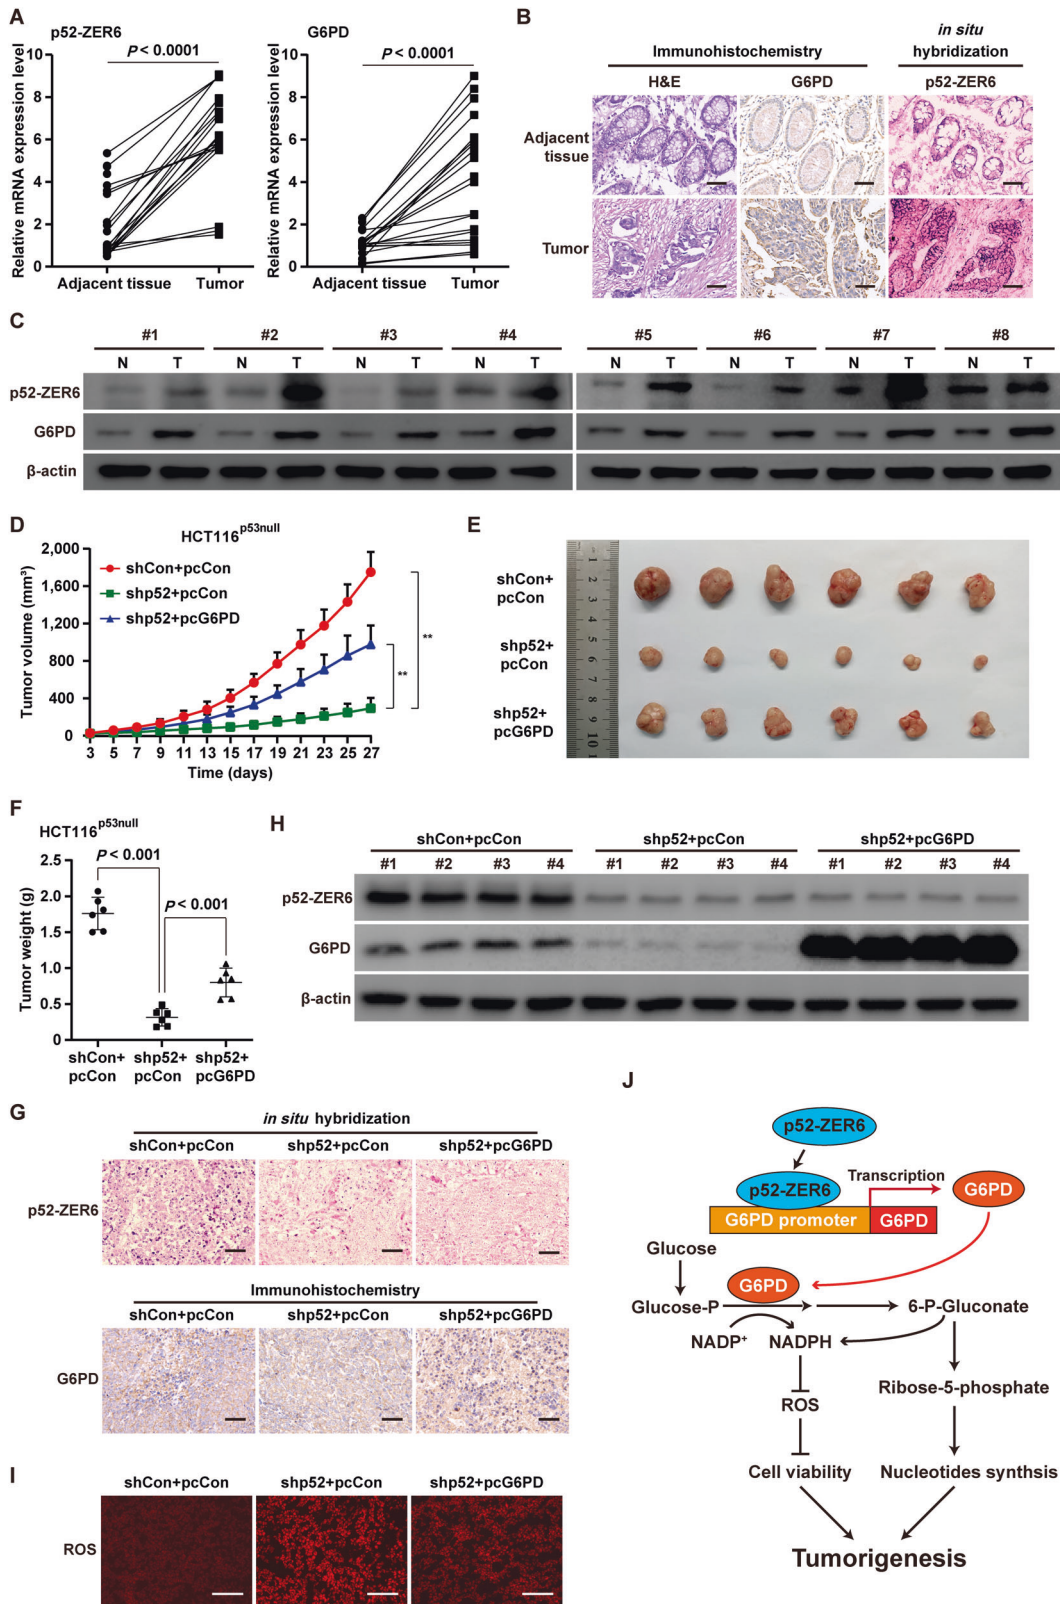 A
p52-ZER6
P < 0.0001
Relative mRNA expression level
10
8
6
4
2
0
Adjacent tissue
Tumor
G6PD
P < 0.0001
Relative mRNA expression level
10
8
6
4
2
0
Adjacent tissue
Tumor
B
in situ
Immunohistochemistry
hybridization
H&E
G6PD
p52-ZER6
Adjacent
tissue
Tumor
C
#1 #2 #3 #4 #5 #6 #7 #8
N T N T N T N T N T N T N T N T
p52-ZER6
G6PD
β-actin
D
HCT116p53null
Tumor volume (mm³)
2,000
1,600
1,200
800
400
0
shCon+pcCon
shp52+pcCon
shp52+pcG6PD
**
**
3 5 7 9 11 13 15 17 19 21 23 25 27
Time (days)
E
shCon+
pcCon
shp52+
pcCon
shp52+
pcG6PD
1
2
3
4
5
6
7
8
9
10
F
HCT116p53null
P < 0.001
P < 0.001
Tumor weight (g)
2.5
2.0
1.5
1.0
0.5
0
shCon+
pcCon
shp52+
pcCon
shp52+
pcG6PD
H
shCon+pcCon shp52+pcCon shp52+pcG6PD
#1 #2 #3 #4 #1 #2 #3 #4 #1 #2 #3 #4
p52-ZER6
G6PD
β-actin
G
in situ hybridization
shCon+pcCon shp52+pcCon shp52+pcG6PD
p52-ZER6
Immunohistochemistry
shCon+pcCon shp52+pcCon shp52+pcG6PD
G6PD
I
shCon+pcCon shp52+pcCon shp52+pcG6PD
ROS
J
p52-ZER6
p52-ZER6
Transcription
G6PD
G6PD promoter
G6PD
Glucose
G6PD
Glucose-P
6-P-Gluconate
NADP+
NADPH
ROS
Ribose-5-phosphate
Cell viability
Nucleotides synthsis
Tumorigenesis